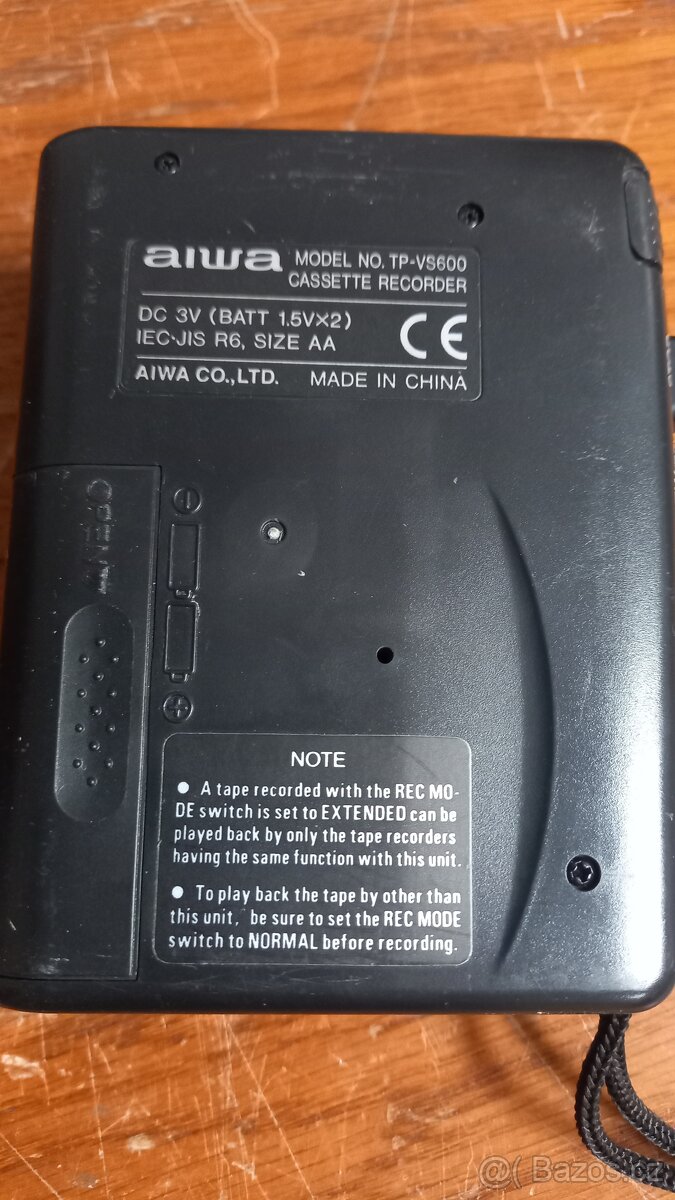 aiwa MODEL NO. TP-VS600
CASSETTE RECORDER
DC 3V (BATT 1.5V×2)
IEC·JIS R6, SIZE AA
CE
AIWA CO.,LTD. MADE IN CHINA
OPEN
NOTE
● A tape recorded with the REC MO-
DE switch is set to EXTENDED can be
played back by only the tape recorders
having the same function with this unit.
● To play back the tape by other than
this unit, be sure to set the REC MODE
switch to NORMAL before recording.
@( Bazos.cz